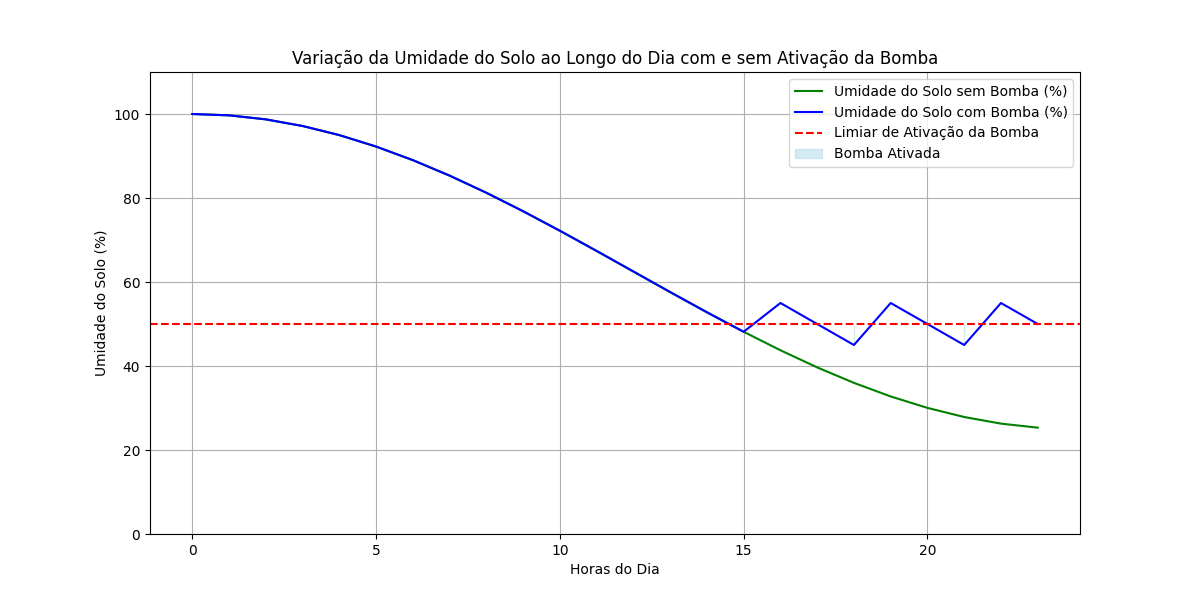 Variação da Umidade do Solo ao Longo do Dia com e sem Ativação da Bomba
Umidade do Solo sem Bomba (%)
Umidade do Solo com Bomba (%)
Limiar de Ativação da Bomba
Bomba Ativada
Umidade do Solo (%)
100
80
60
40
20
0
0 5 10 15 20
Horas do Dia